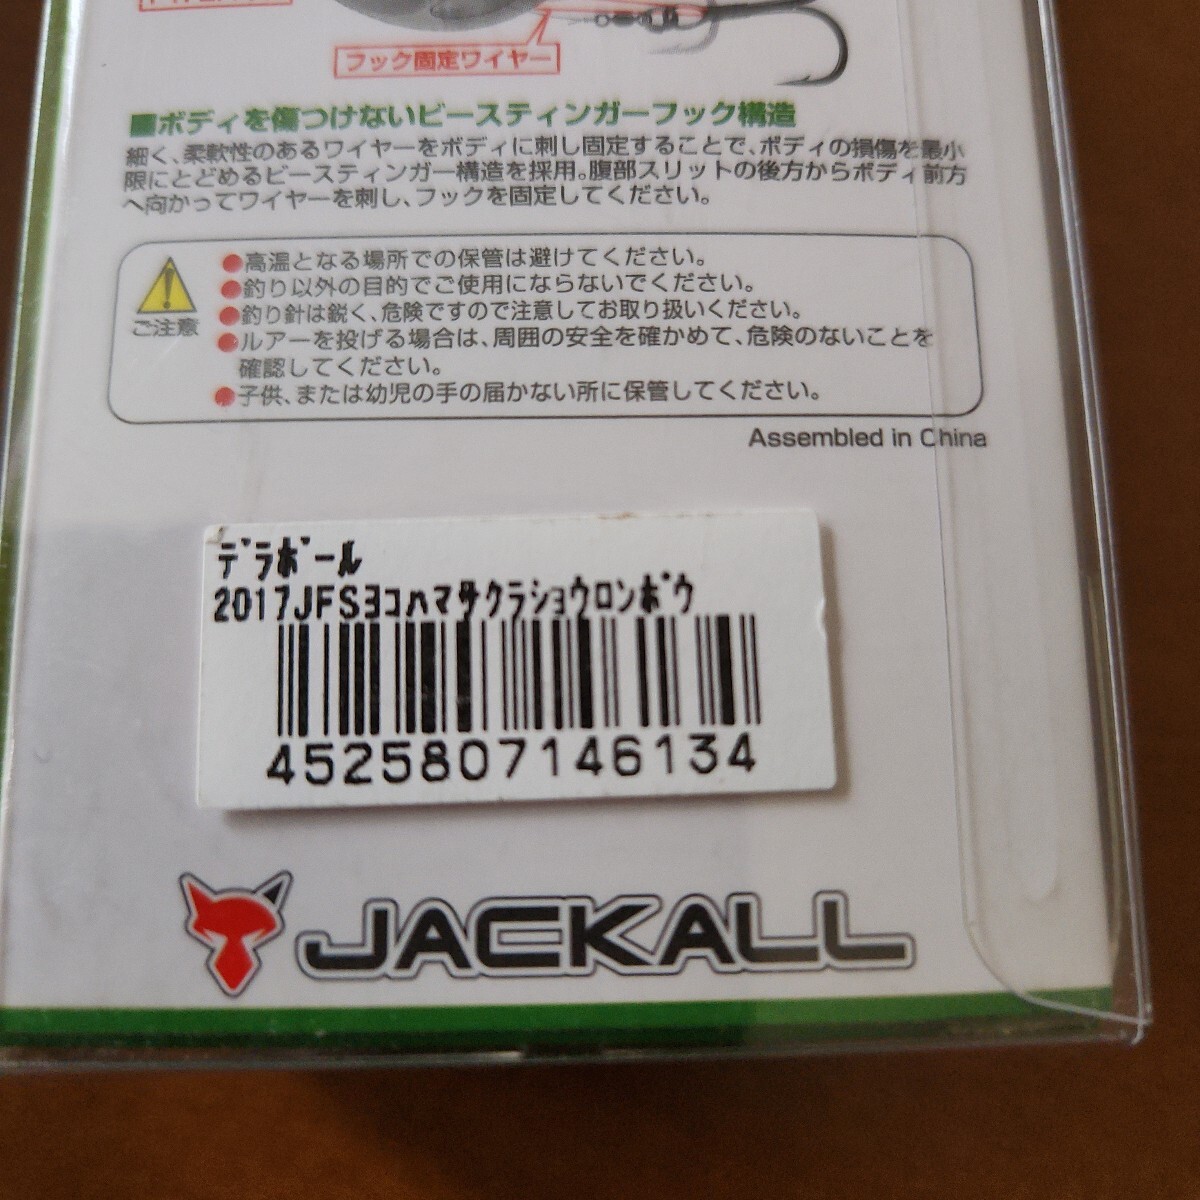 フック固定ワイヤー
■ボディを傷つけないビースティンガーフック構造
細く、柔軟性のあるワイヤーをボディに刺し固定することで、ボディの損傷を最小
限にとどめるビースティンガー構造を採用。腹部スリットの後方からボディ前方
へ向かってワイヤーを刺し、フックを固定してください。
●高温となる場所での保管は避けてください。
●釣り以外の目的でご使用にならないでください。
●釣り針は鋭く、危険ですので注意してお取り扱いください。
●ルアーを投げる場合は、周囲の安全を確かめて、危険のないことを
確認してください。
●子供、または幼児の手の届かない所に保管してください。
ご注意
Assembled in China
ﾃﾞﾗﾎﾞｰﾙ
2017JFSﾖｺﾊﾏｻｸﾗｼｮｳﾛﾝﾎﾟｳ
4525807146134
JACKALL